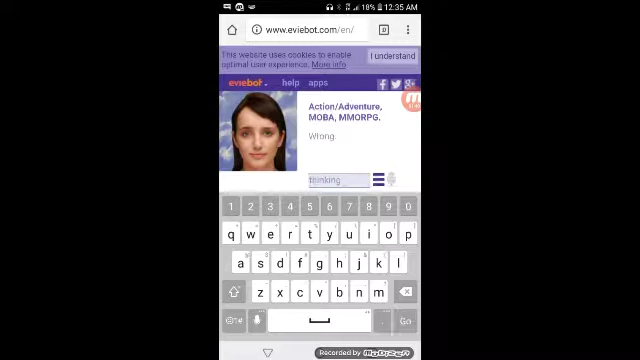 18% 12:35 AM
www.eviebot.com/en/
This website uses cookies to enable
optimal user experience. More info
I understand
eviebot
help
apps
Action/Adventure,
MOBA, MMORPG.
Wrong.
thinking
1 2 3 4 5 6 7 8 9 0
q w e r t y u i o p
a s d f g h j k l
z x c v b n m
Go
Recorded by MOBIZEN